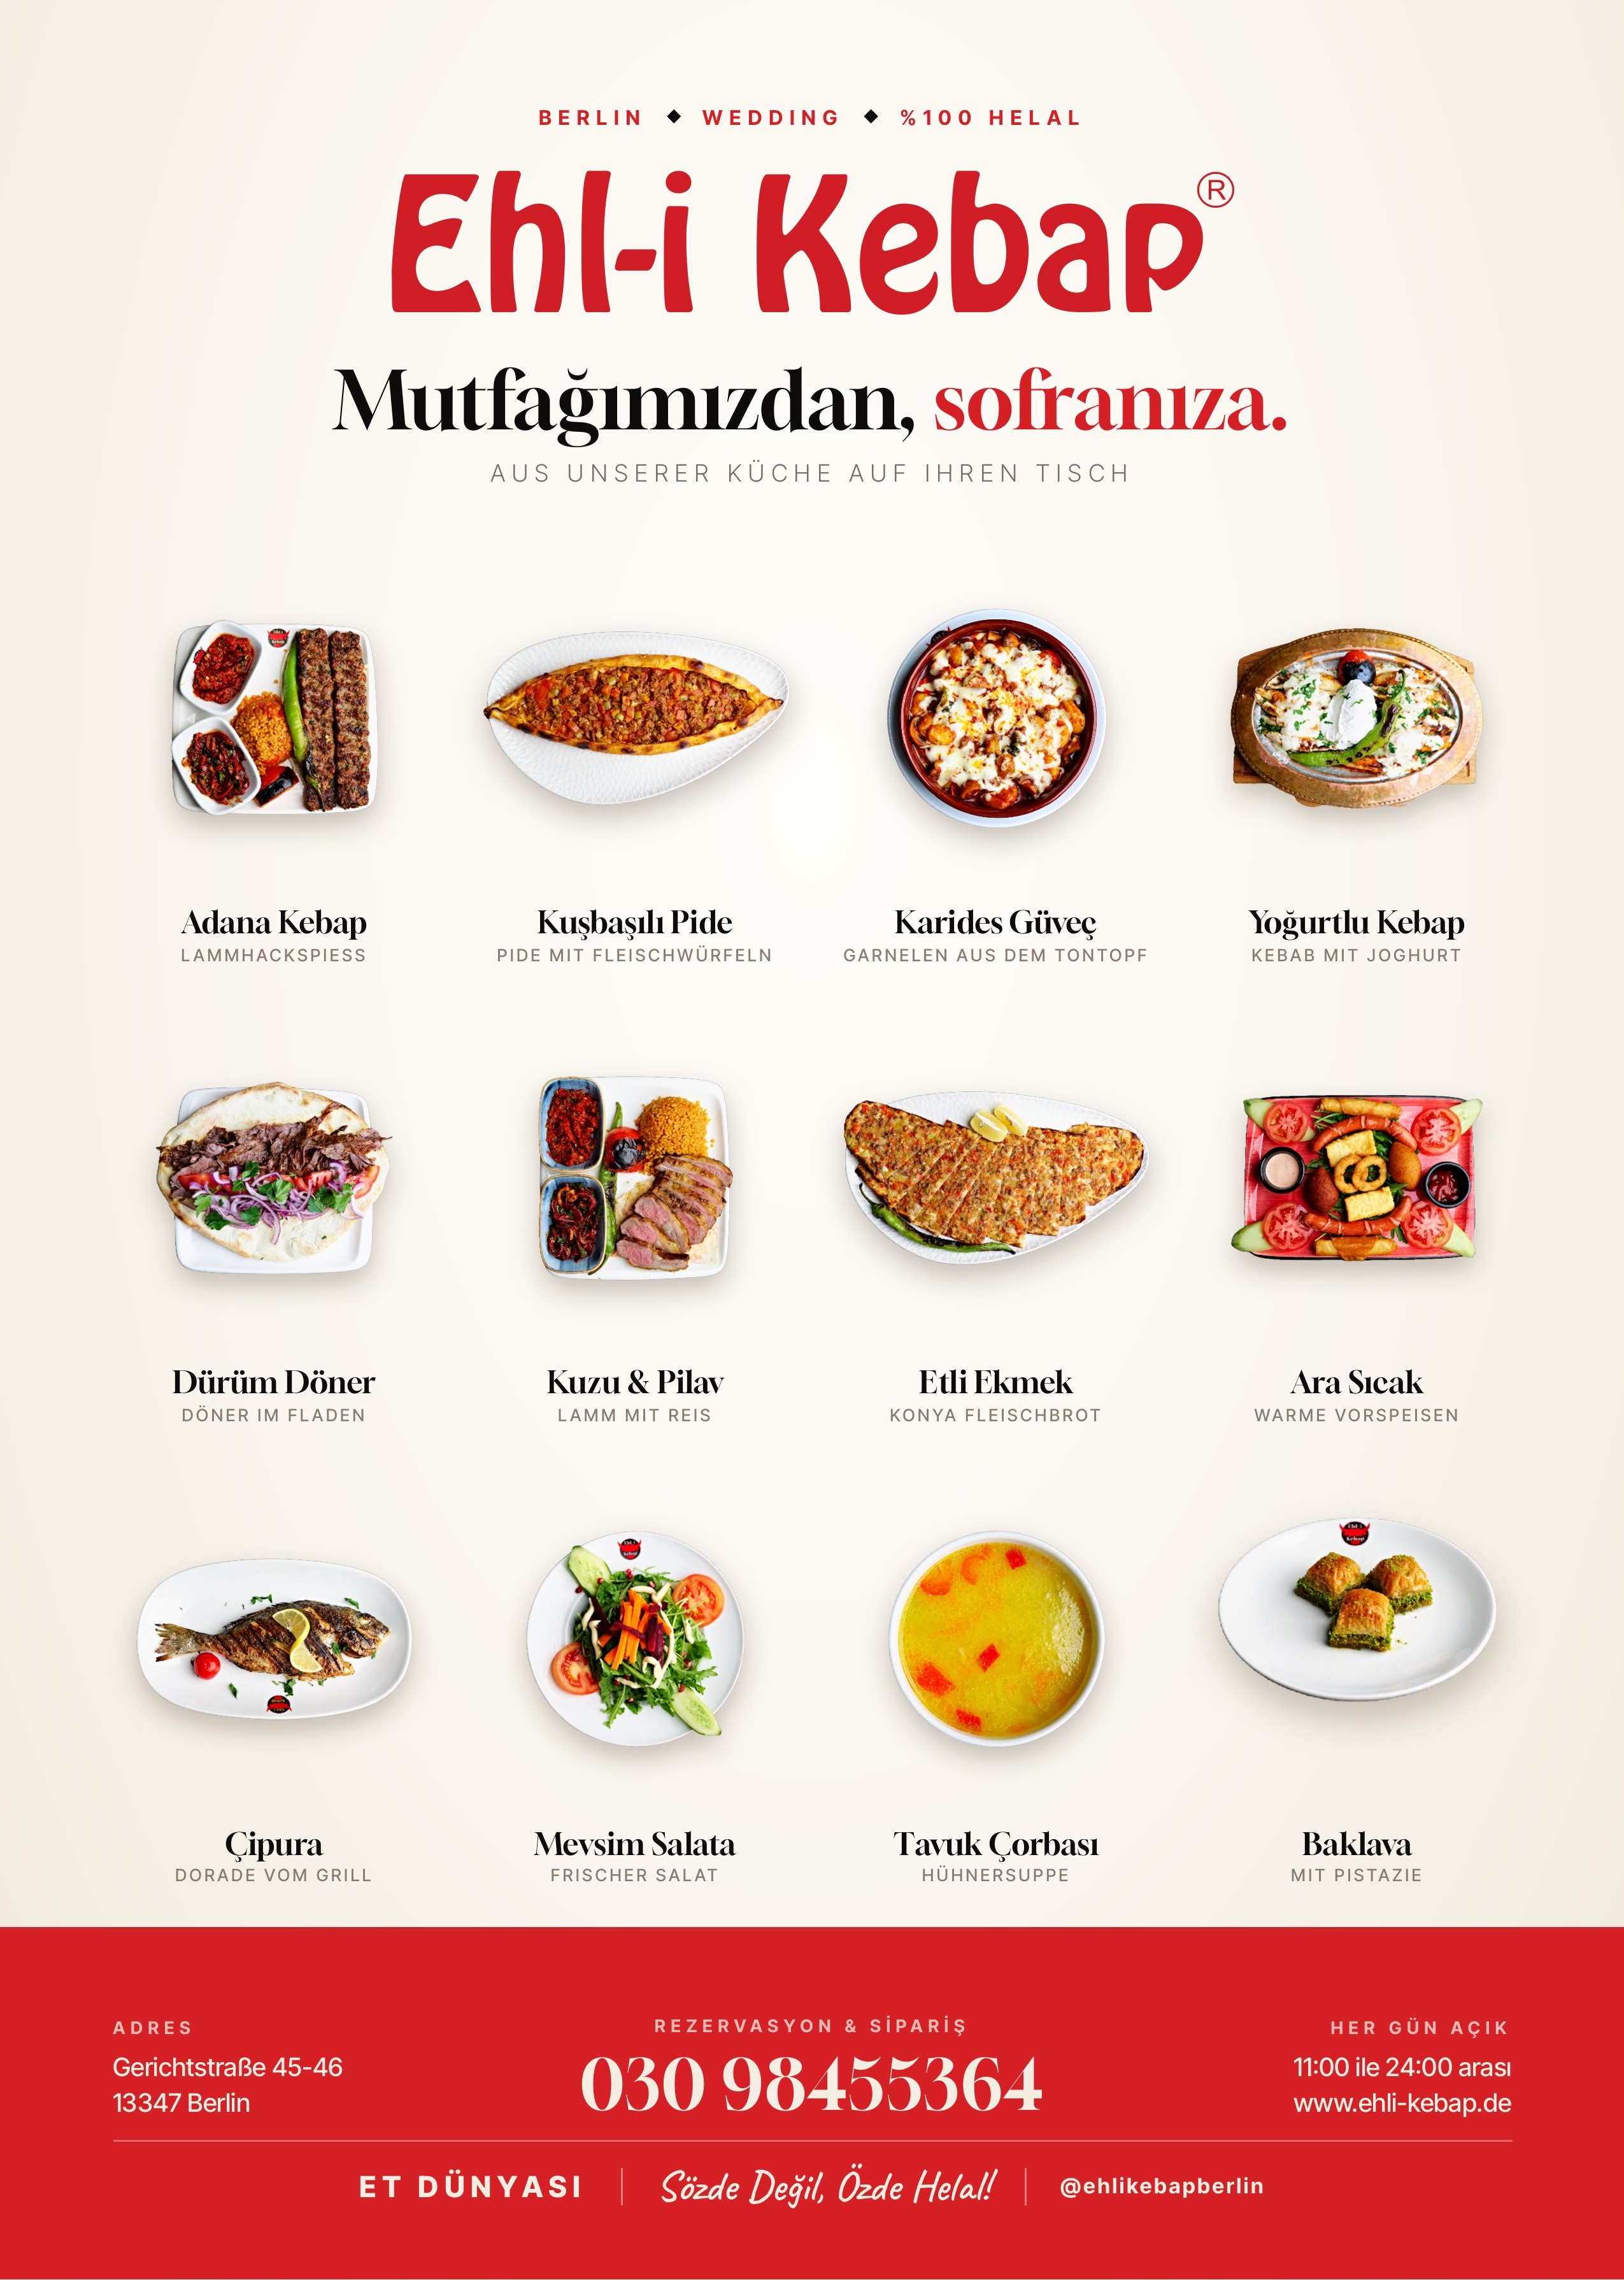 BERLIN ◆ WEDDING ◆ %100 HELAL
Ehl-i Kebap®
Mutfağımızdan, sofranıza.
AUS UNSERER KÜCHE AUF IHREN TISCH
Adana Kebap
LAMMHACKSPIESS
Kuşbaşılı Pide
PIDE MIT FLEISCHWÜRFELN
Karides Güveç
GARNELEN AUS DEM TONTOPF
Yoğurtlu Kebap
KEBAB MIT JOGHURT
Dürüm Döner
DÖNER IM FLADEN
Kuzu & Pilav
LAMM MIT REIS
Etli Ekmek
KONYA FLEISCHBROT
Ara Sıcak
WARME VORSPEISEN
Çipura
DORADE VOM GRILL
Mevsim Salata
FRISCHER SALAT
Tavuk Çorbası
HÜHNERSUPPE
Baklava
MIT PISTAZIE
ADRES
Gerichtstraße 45-46
13347 Berlin
REZERVASYON & SİPARİŞ
030 98455364
HER GÜN AÇIK
11:00 ile 24:00 arası
www.ehli-kebap.de
ET DÜNYASI
Sözde Değil, Özde Helal!
@ehlikebapberlin